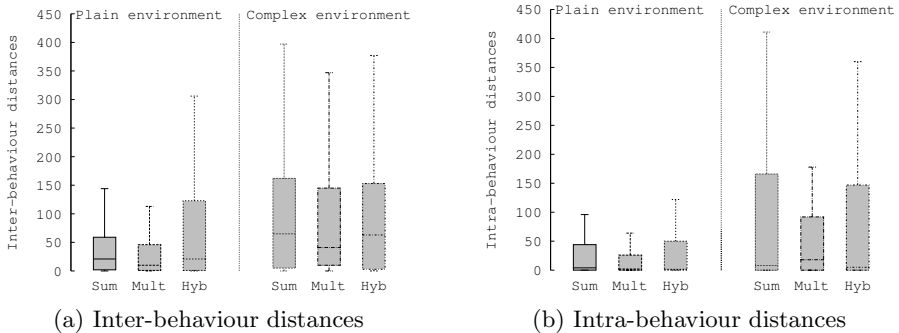 Plain environment Complex environment
450
400
350
300
250
200
150
100
50
0
Inter-behaviour distances
Sum Mult Hyb Sum Mult Hyb
(a) Inter-behaviour distances
Plain environment Complex environment
450
400
350
300
250
200
150
100
50
0
Intra-behaviour distances
Sum Mult Hyb Sum Mult Hyb
(b) Intra-behaviour distances